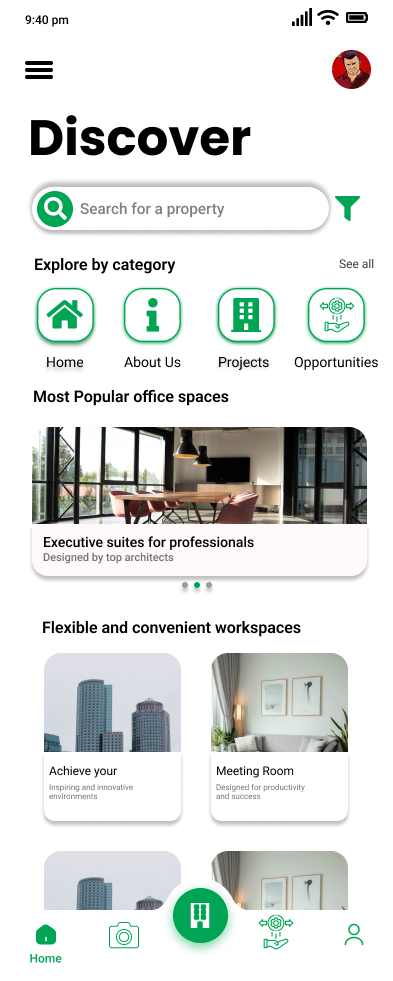 9:40 pm
Discover
Search for a property
Explore by category
See all
Home
About Us
Projects
Opportunities
Most Popular office spaces
Executive suites for professionals
Designed by top architects
Flexible and convenient workspaces
Achieve your
Inspiring and innovative
environments
Meeting Room
Designed for productivity
and success
Home